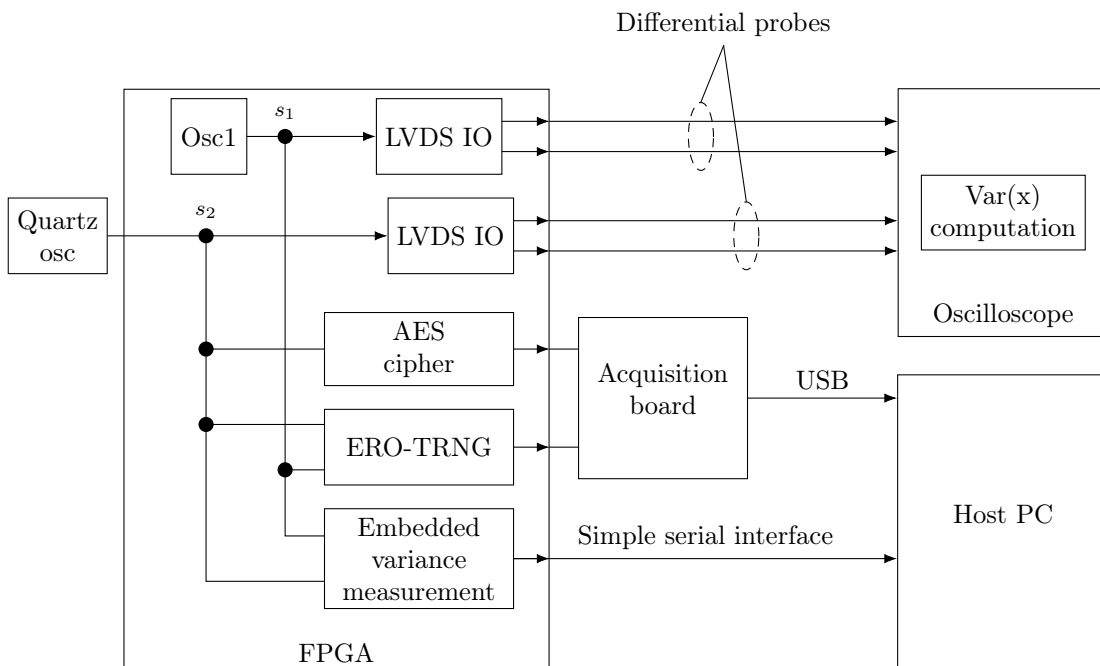 Differential probes
Osc1
s1
LVDS IO
Quartz
osc
s2
LVDS IO
Var(x)
computation
Oscilloscope
AES
cipher
Acquisition
board
USB
ERO-TRNG
Embedded
variance
measurement
Simple serial interface
Host PC
FPGA